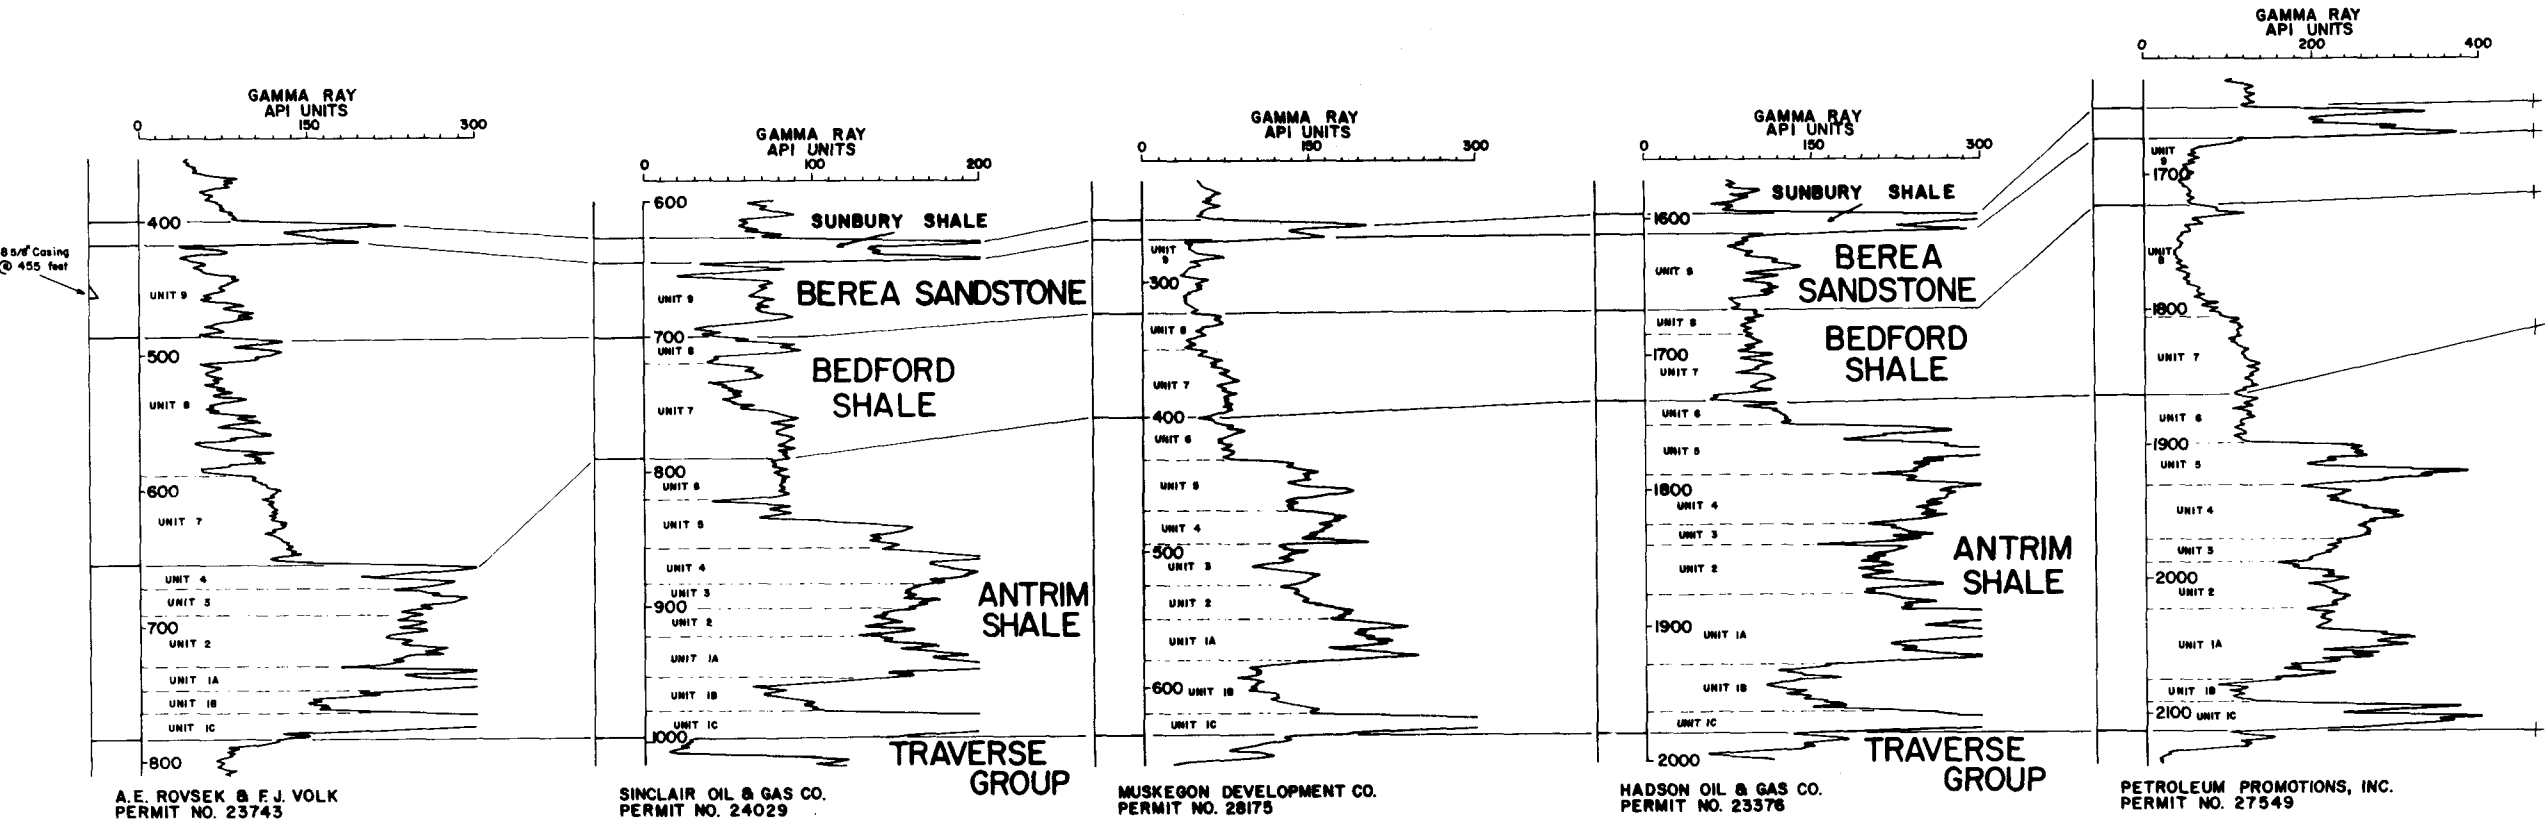 GAMMA RAY
API UNITS
0 150 300
400
8 5/8" Casing
@ 455 feet
UNIT 9
500
UNIT 8
600
UNIT 7
UNIT 4
UNIT 3
700
UNIT 2
UNIT 1A
UNIT 1B
UNIT 1C
800
A.E. ROVSEK & F.J. VOLK
PERMIT NO. 23743
GAMMA RAY
API UNITS
0 100 200
600
SUNBURY SHALE
UNIT 9
BEREA SANDSTONE
700
UNIT 8
BEDFORD
SHALE
UNIT 7
800
UNIT 6
UNIT 5
UNIT 4
UNIT 3
ANTRIM
SHALE
900
UNIT 2
UNIT 1A
UNIT 1B
UNIT 1C
1000
TRAVERSE
GROUP
SINCLAIR OIL & GAS CO.
PERMIT NO. 24029
GAMMA RAY
API UNITS
0 150 300
UNIT
9
300
UNIT 8
UNIT 7
400
UNIT 6
UNIT 5
UNIT 4
500
UNIT 3
UNIT 2
UNIT 1A
600 UNIT 1B
UNIT 1C
MUSKEGON DEVELOPMENT CO.
PERMIT NO. 28175
GAMMA RAY
API UNITS
0 150 300
SUNBURY SHALE
1600
BEREA
SANDSTONE
UNIT 9
UNIT 8
BEDFORD
SHALE
1700
UNIT 7
UNIT 6
UNIT 5
1800
UNIT 4
UNIT 3
ANTRIM
SHALE
UNIT 2
1900
UNIT 1A
UNIT 1B
UNIT 1C
TRAVERSE
GROUP
2000
HADSON OIL & GAS CO.
PERMIT NO. 23376
GAMMA RAY
API UNITS
0 200 400
UNIT
9
1700
UNIT
8
1800
UNIT 7
UNIT 6
1900
UNIT 5
UNIT 4
UNIT 3
2000
UNIT 2
UNIT 1A
UNIT 1B
2100 UNIT 1C
PETROLEUM PROMOTIONS, INC.
PERMIT NO. 27549